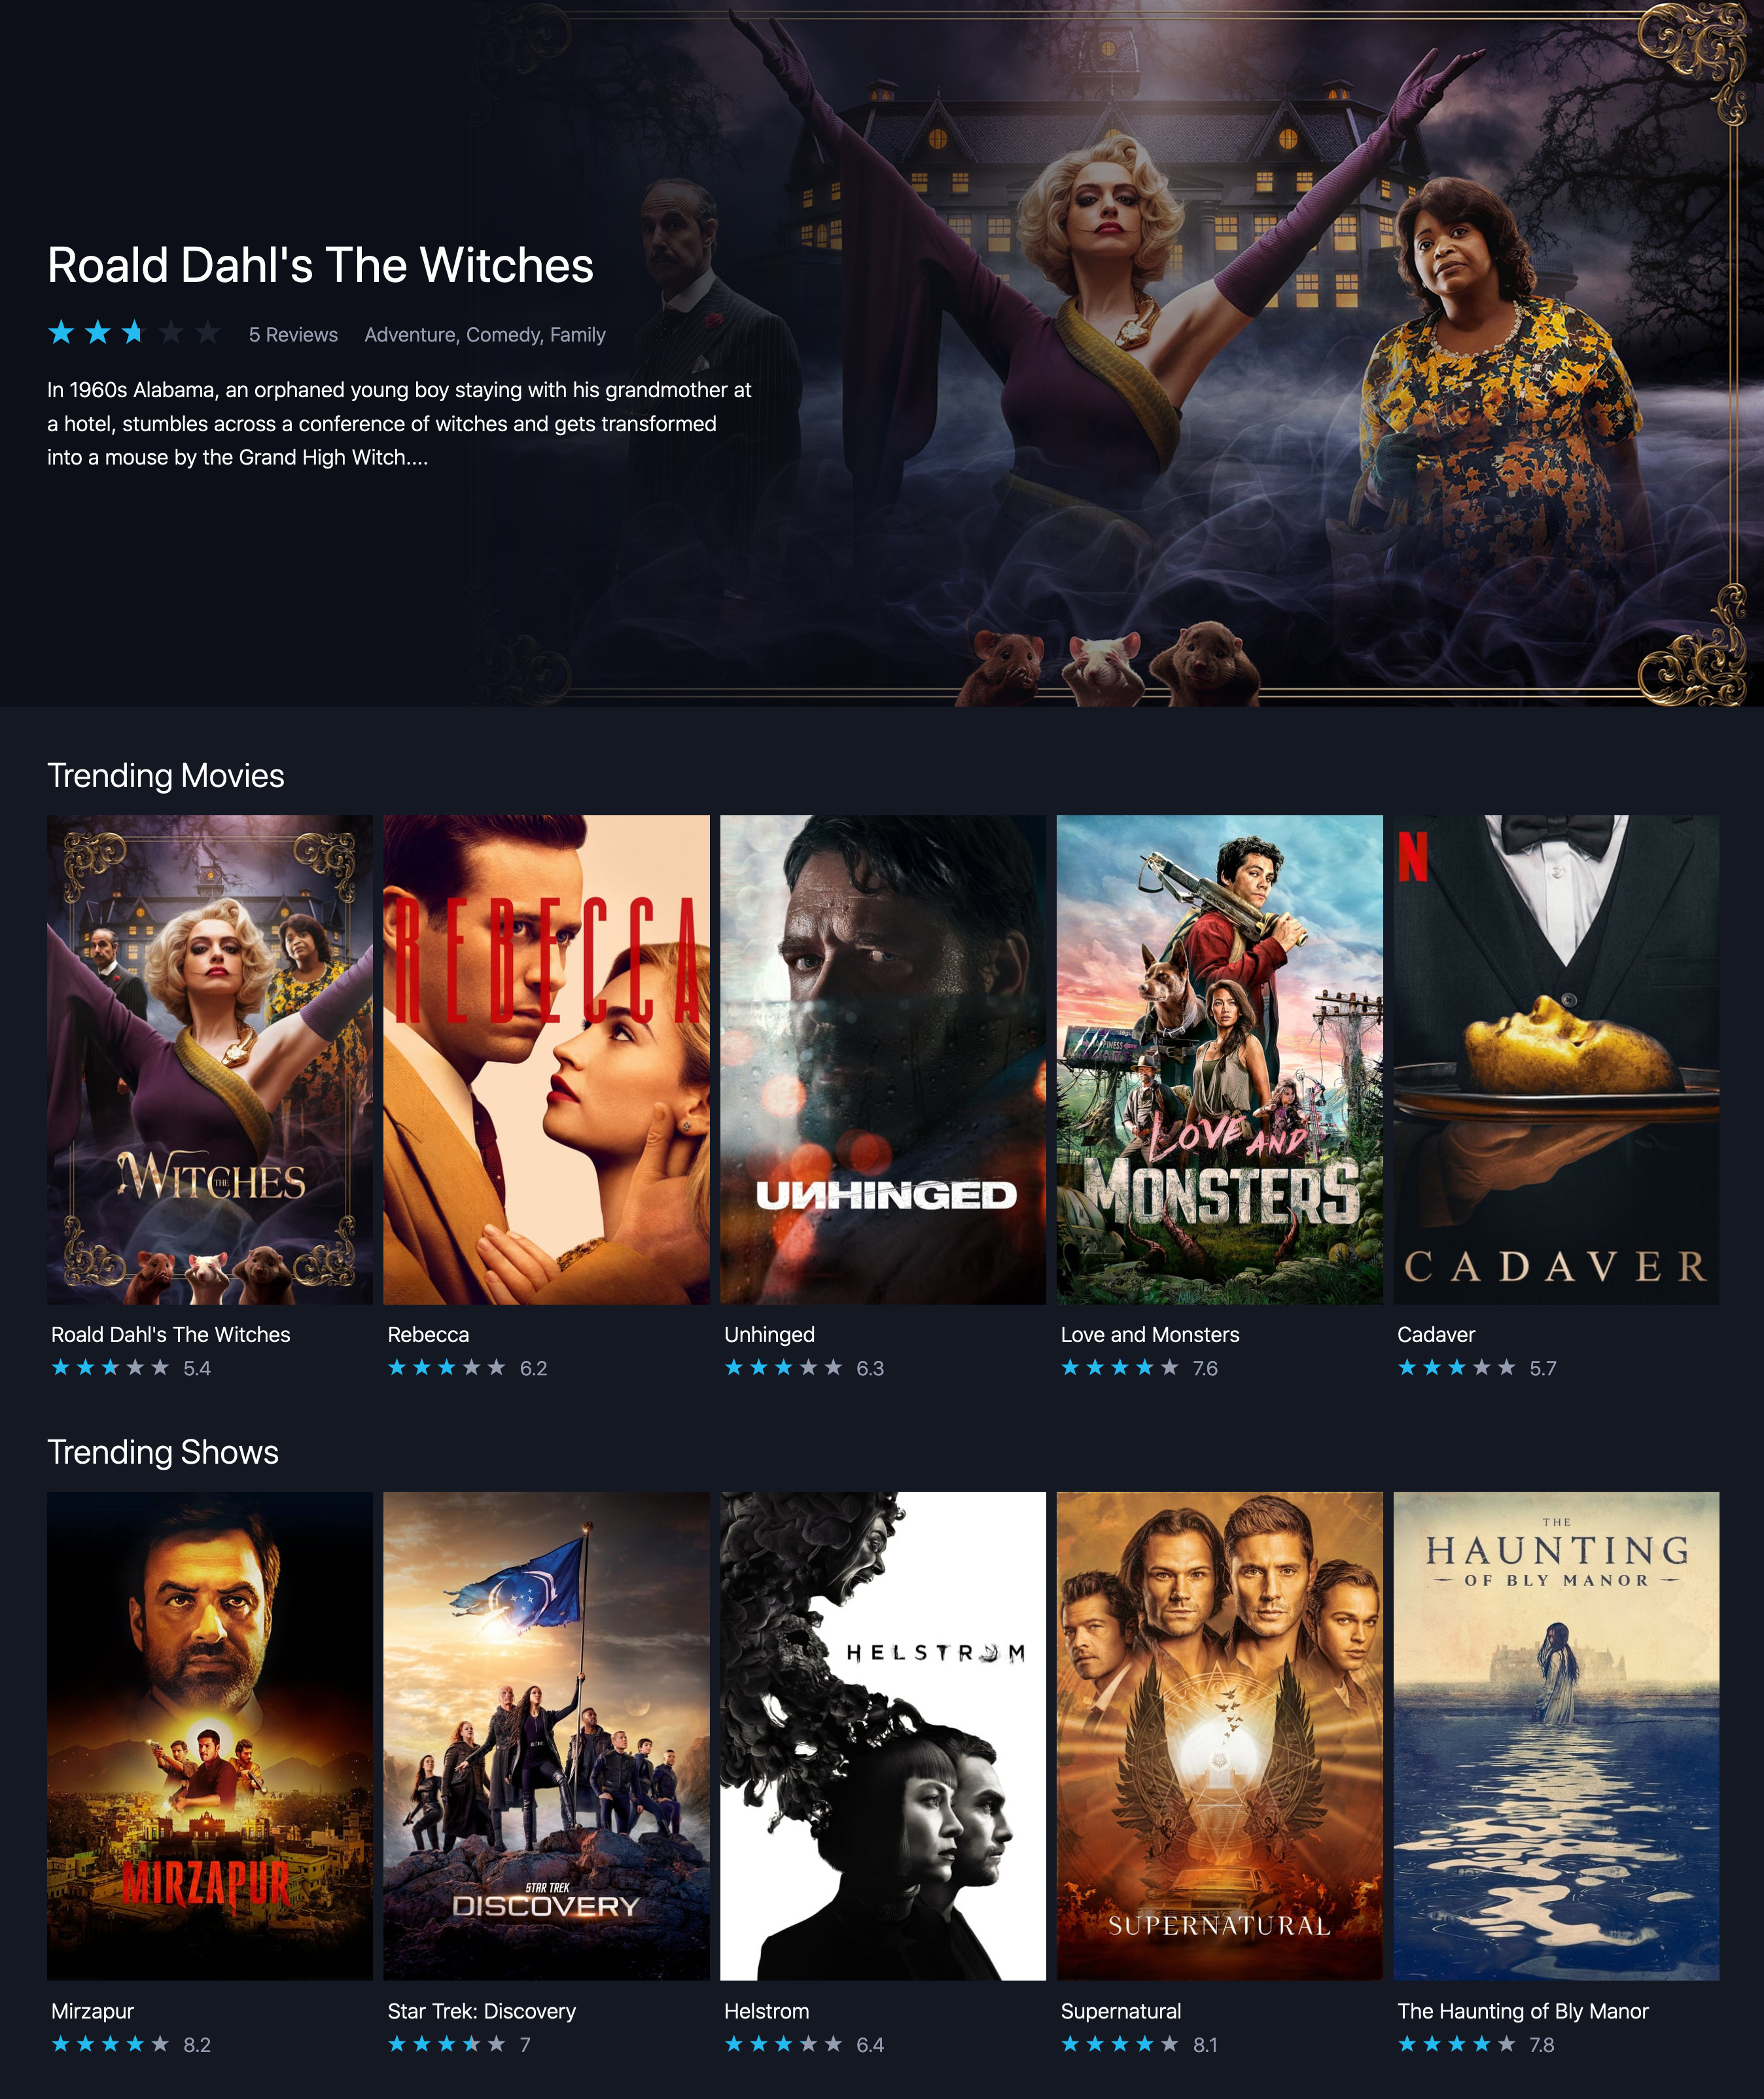 Roald Dahl's The Witches
5 Reviews Adventure, Comedy, Family
In 1960s Alabama, an orphaned young boy staying with his grandmother at
a hotel, stumbles across a conference of witches and gets transformed
into a mouse by the Grand High Witch....
Trending Movies
THE
WITCHES
REBECCA
UNHINGED
LOVE AND
MONSTERS
N
CADAVER
Roald Dahl's The Witches
5.4
Rebecca
6.2
Unhinged
6.3
Love and Monsters
7.6
Cadaver
5.7
Trending Shows
MIRZAPUR
STAR TREK
DISCOVERY
HELSTROM
SUPERNATURAL
THE
HAUNTING
OF BLY MANOR
Mirzapur
8.2
Star Trek: Discovery
7
Helstrom
6.4
Supernatural
8.1
The Haunting of Bly Manor
7.8